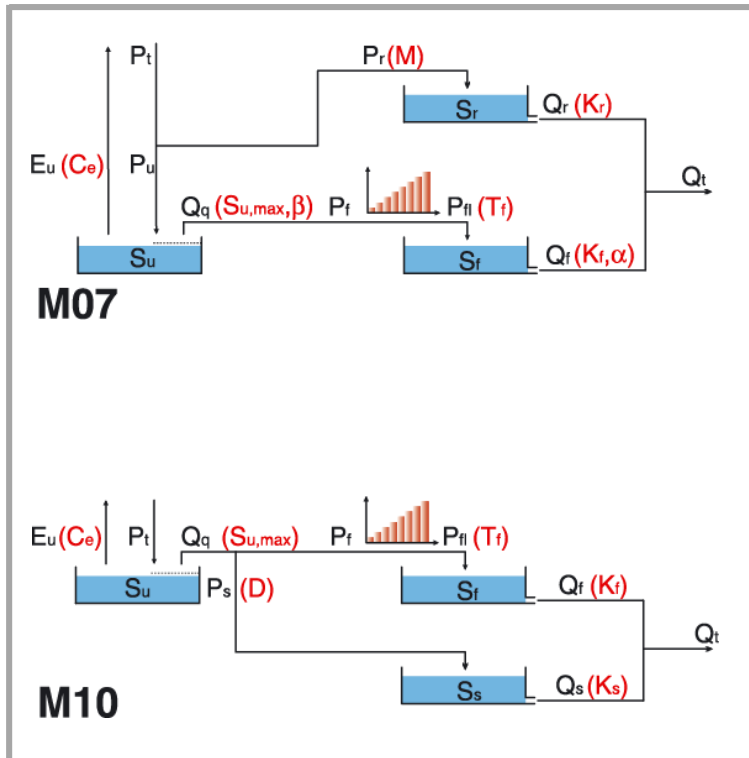 Pt Pr (M)
Sr Qr (Kr)
Eu (Ce) Pu Qt
Qq (Su,max,β) Pf Pfl (Tf)
Su Sf Qf (Kf,α)
M07
Eu (Ce) Pt Qq (Su,max) Pf Pfl (Tf)
Su Ps (D) Sf Qf (Kf)
Qt
Ss Qs (Ks)
M10